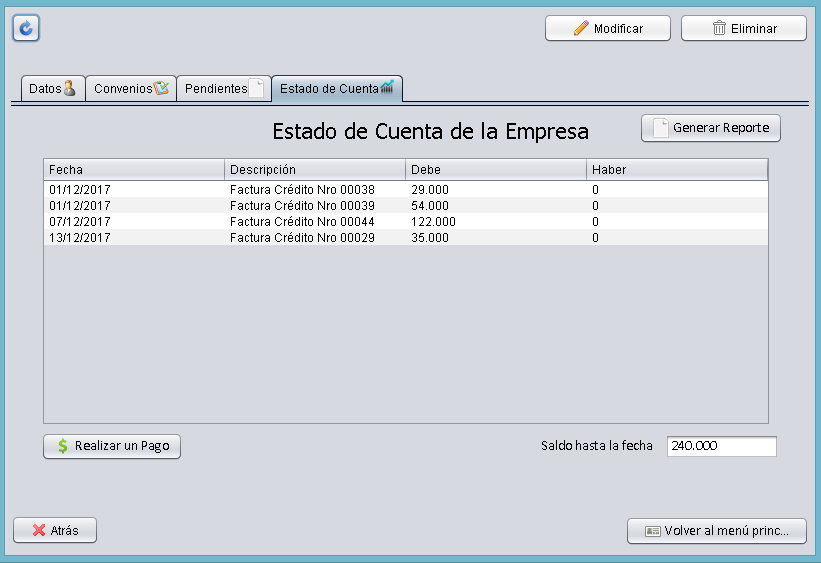 Modificar
Eliminar
Datos
Convenios
Pendientes
Estado de Cuenta
Estado de Cuenta de la Empresa
Generar Reporte
Fecha Descripción Debe Haber
01/12/2017 Factura Crédito Nro 00038 29.000 0
01/12/2017 Factura Crédito Nro 00039 54.000 0
07/12/2017 Factura Crédito Nro 00044 122.000 0
13/12/2017 Factura Crédito Nro 00029 35.000 0
Realizar un Pago
Saldo hasta la fecha 240.000
Atrás
Volver al menú princ...